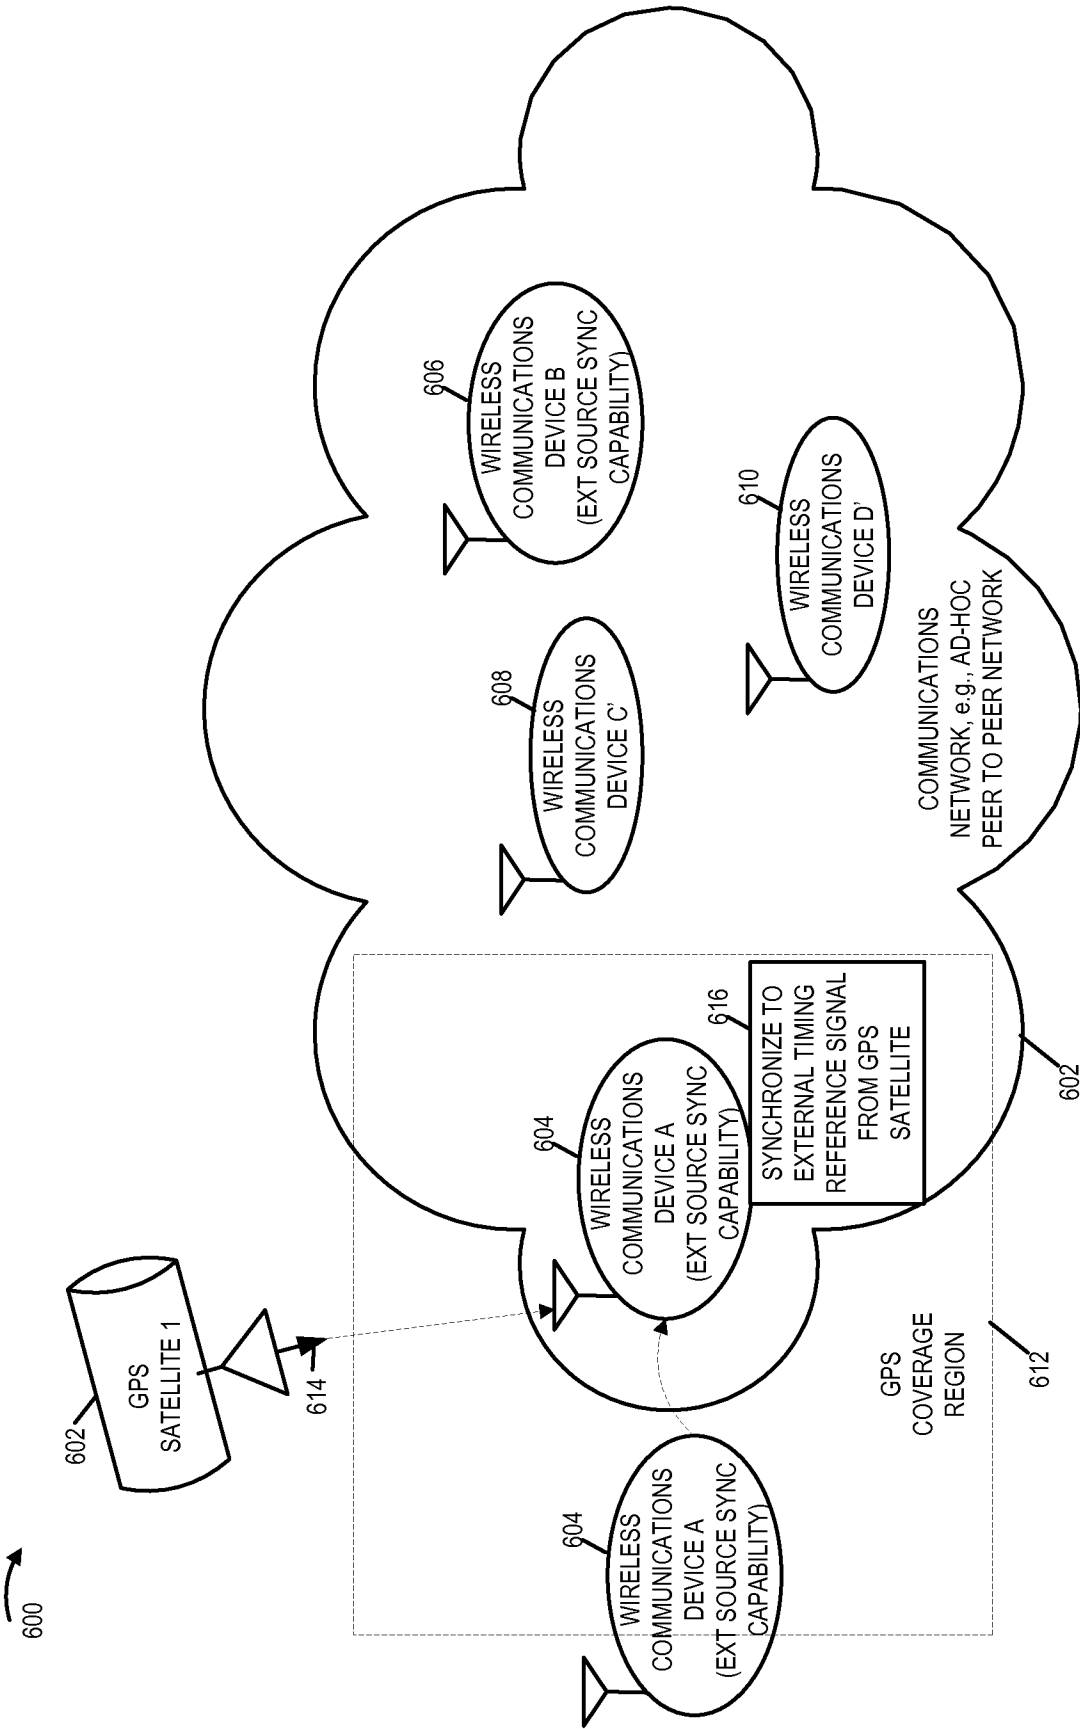 600
602
GPS
SATELLITE 1
614
604
WIRELESS
COMMUNICATIONS
DEVICE A
(EXT SOURCE SYNC
CAPABILITY)
604
WIRELESS
COMMUNICATIONS
DEVICE A
(EXT SOURCE SYNC
CAPABILITY)
616
SYNCHRONIZE TO
EXTERNAL TIMING
REFERENCE SIGNAL
FROM GPS
SATELLITE
608
WIRELESS
COMMUNICATIONS
DEVICE C'
606
WIRELESS
COMMUNICATIONS
DEVICE B
(EXT SOURCE SYNC
CAPABILITY)
610
WIRELESS
COMMUNICATIONS
DEVICE D'
GPS
COVERAGE
REGION
612
602
COMMUNICATIONS
NETWORK, e.g., AD-HOC
PEER TO PEER NETWORK